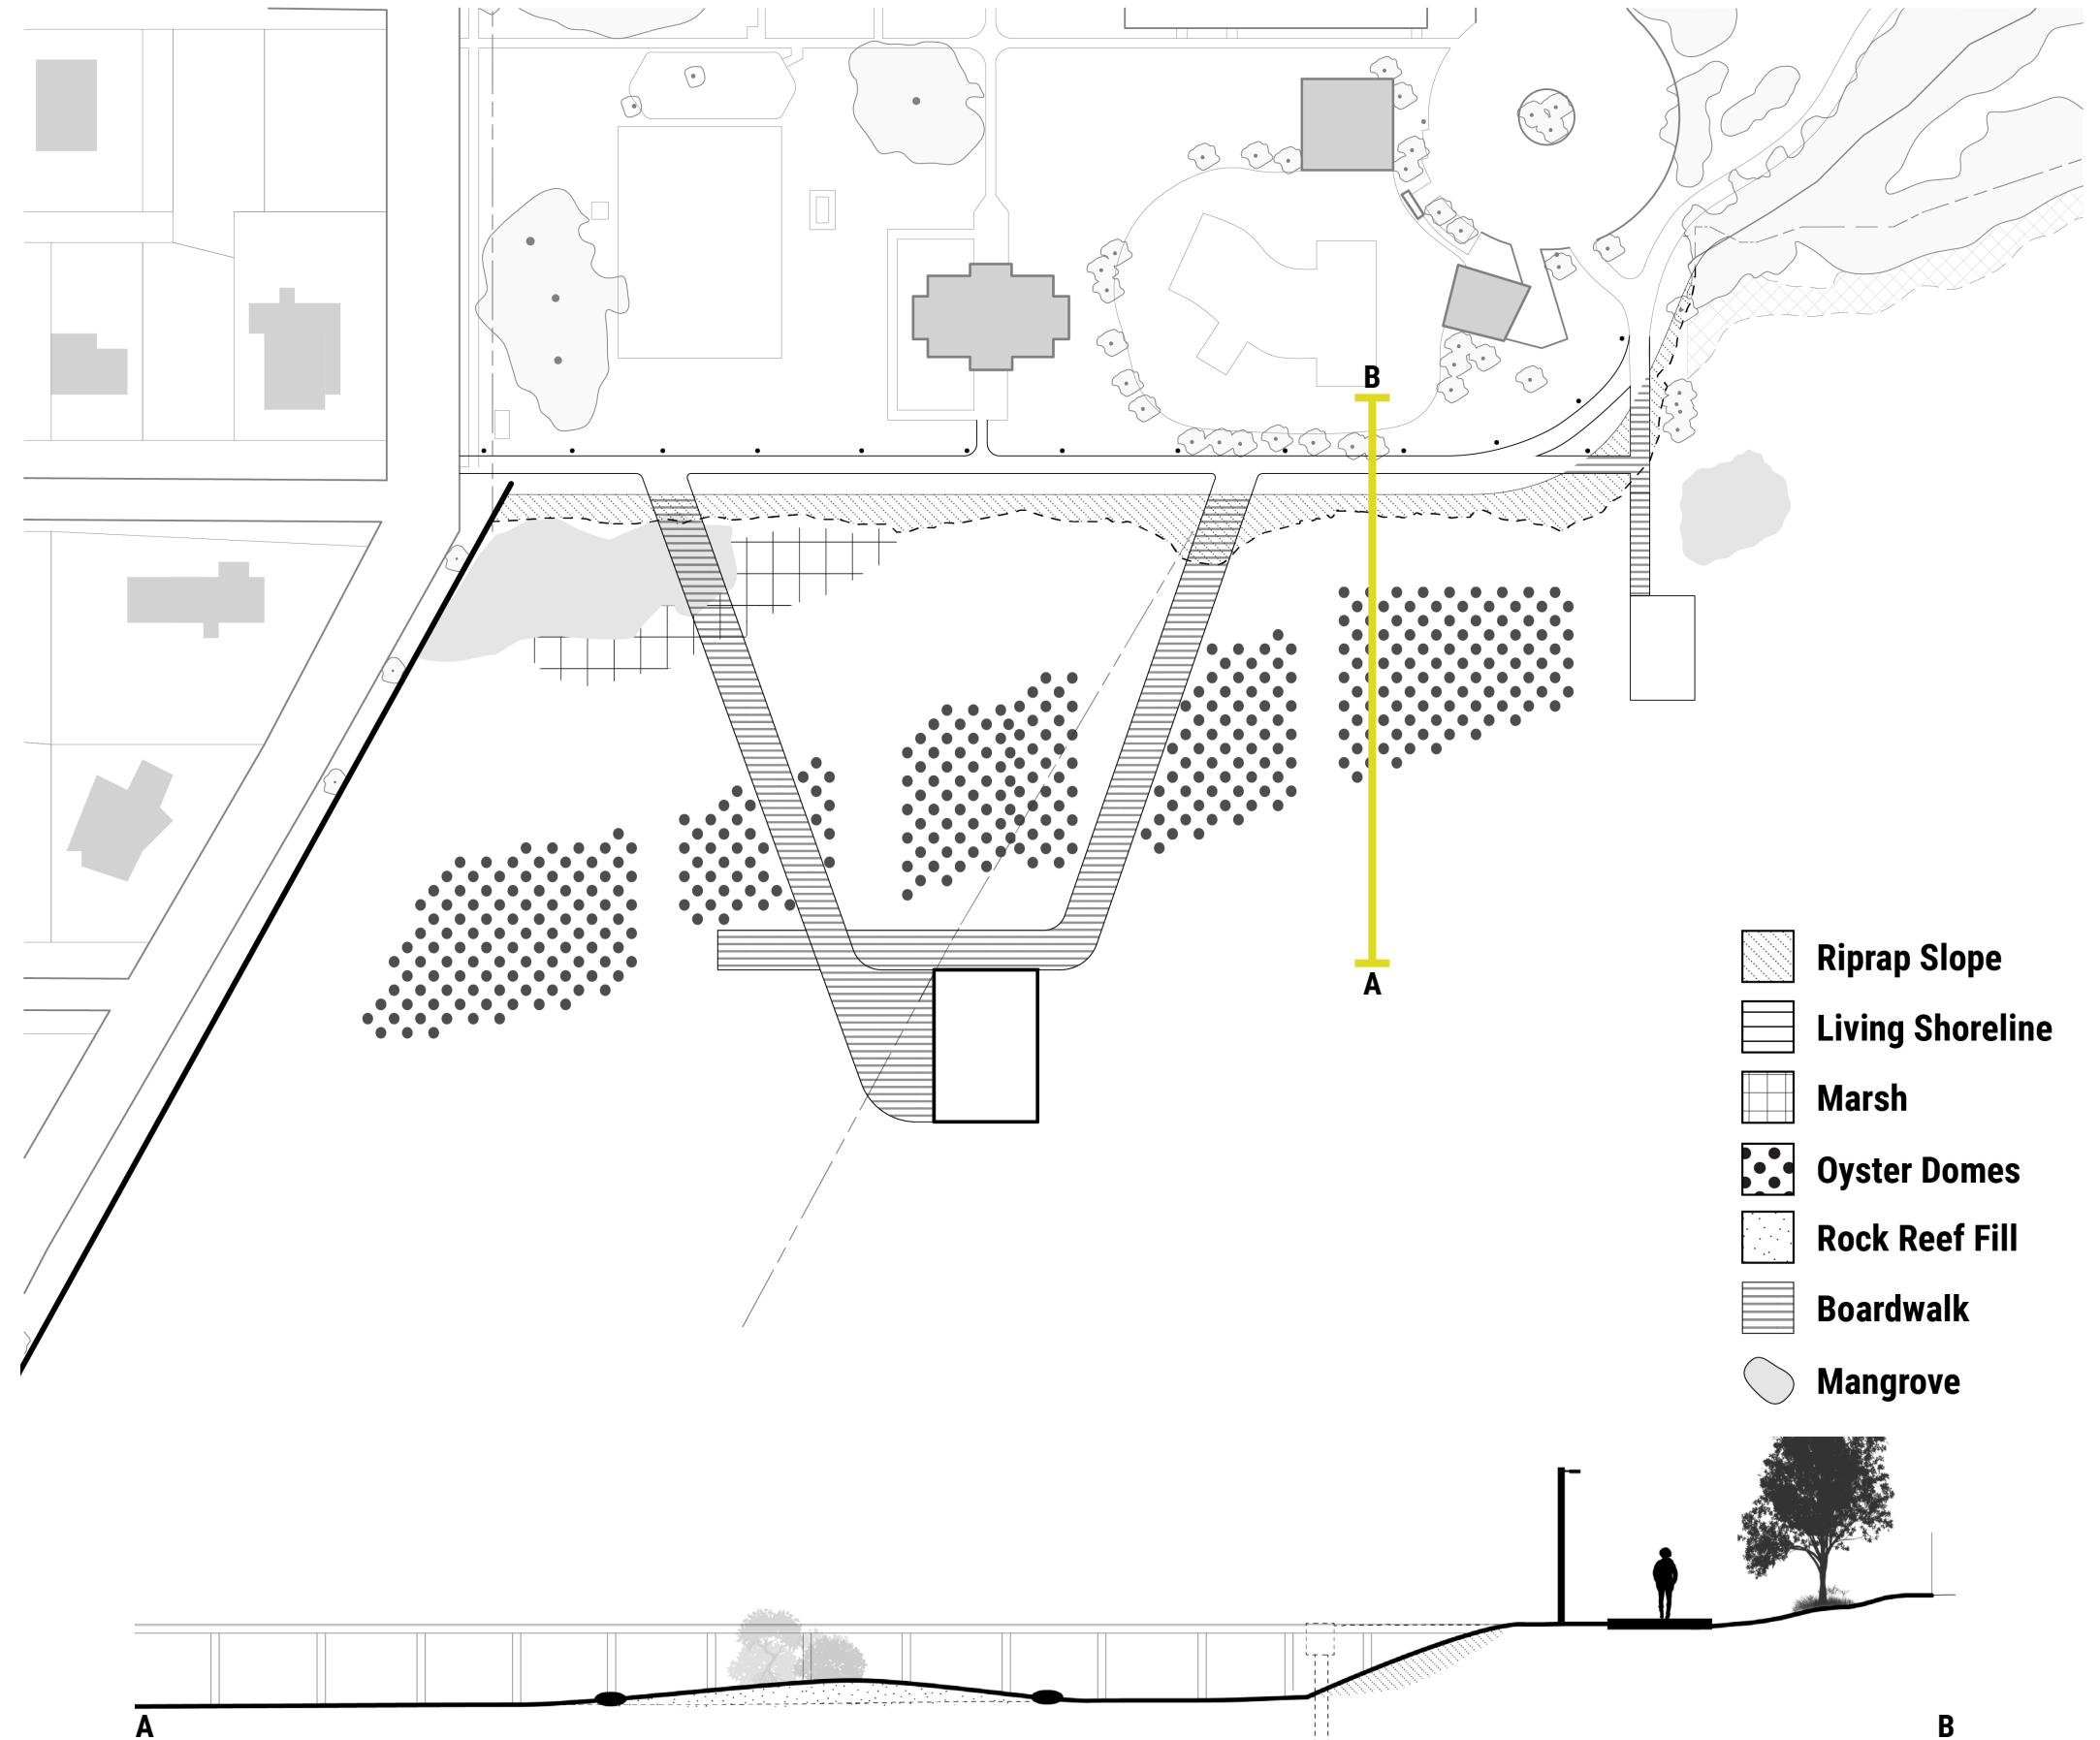 B
A
Riprap Slope
Living Shoreline
Marsh
Oyster Domes
Rock Reef Fill
Boardwalk
Mangrove
A
B